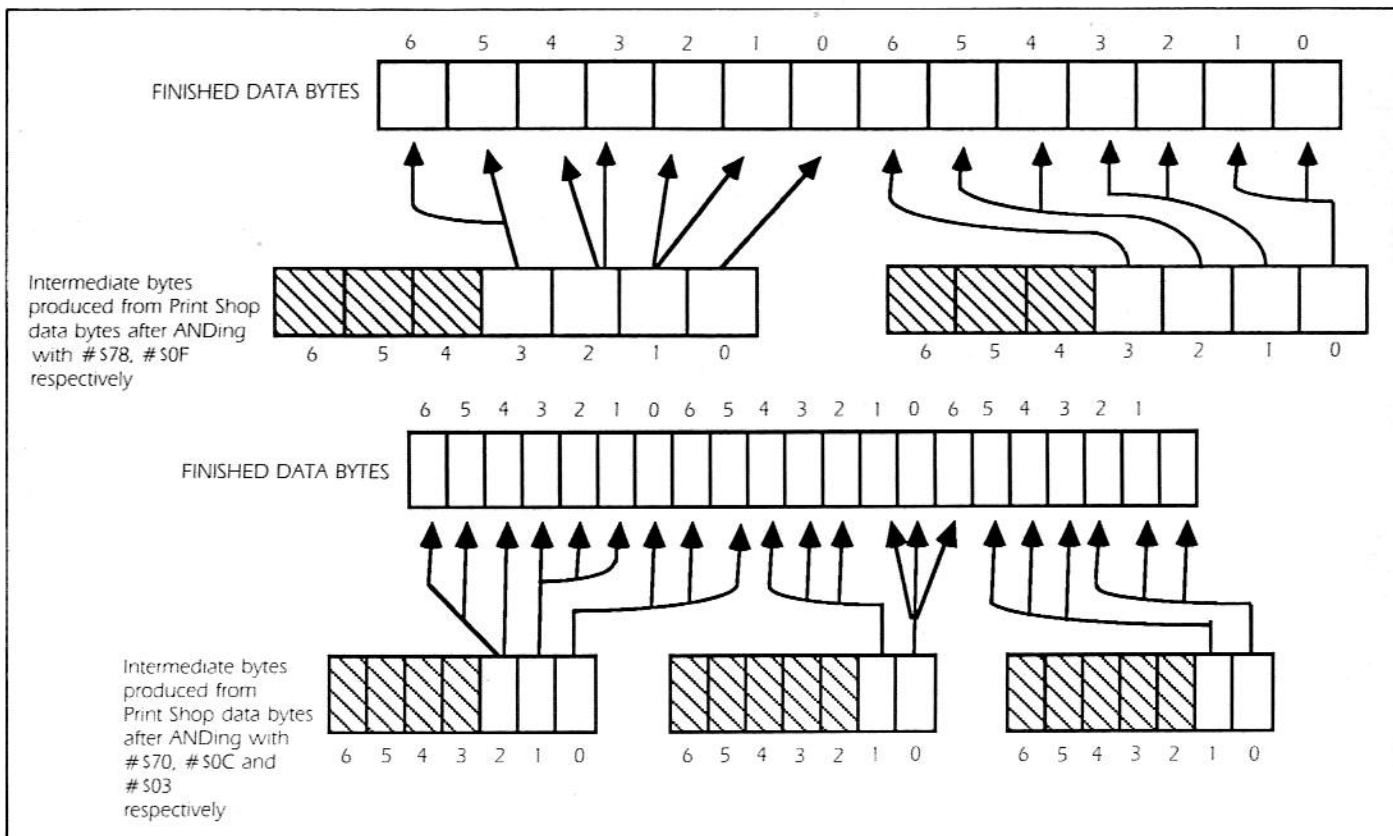 6 5 4 3 2 1 0 6 5 4 3 2 1 0
FINISHED DATA BYTES
Intermediate bytes
produced from Print Shop
data bytes after ANDing
with #$78, #$0F
respectively
6 5 4 3 2 1 0
6 5 4 3 2 1 0
6 5 4 3 2 1 0 6 5 4 3 2 1 0 6 5 4 3 2 1
FINISHED DATA BYTES
Intermediate bytes
produced from
Print Shop data bytes
after ANDing with
#$70, #$0C and
#$03
respectively
6 5 4 3 2 1 0
6 5 4 3 2 1 0
6 5 4 3 2 1 0